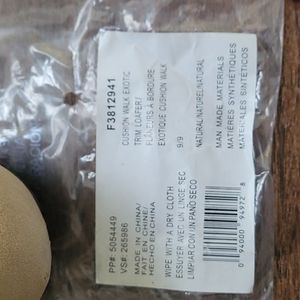 F3812941
CUSHION WALK EXOTIC
TRIM LOAFER/
FLÂNEURS À BORDURE
EXOTIQUE CUSHION WALK
9/9
NATURAL/NATUREL/NATURAL
MAN MADE MATERIALS
MATIÈRES SYNTHÉTIQUES
MATERIALES SINTÉTICOS
PP#: 5054449
VS#: 265986
MADE IN CHINA/
FAIT EN CHINE/
HECHO EN CHINA
WIPE WITH A DRY CLOTH
ESSUYER AVEC UN LINGE SEC
LIMPIAR CON UN PAÑO SECO
0 94000 94972 8